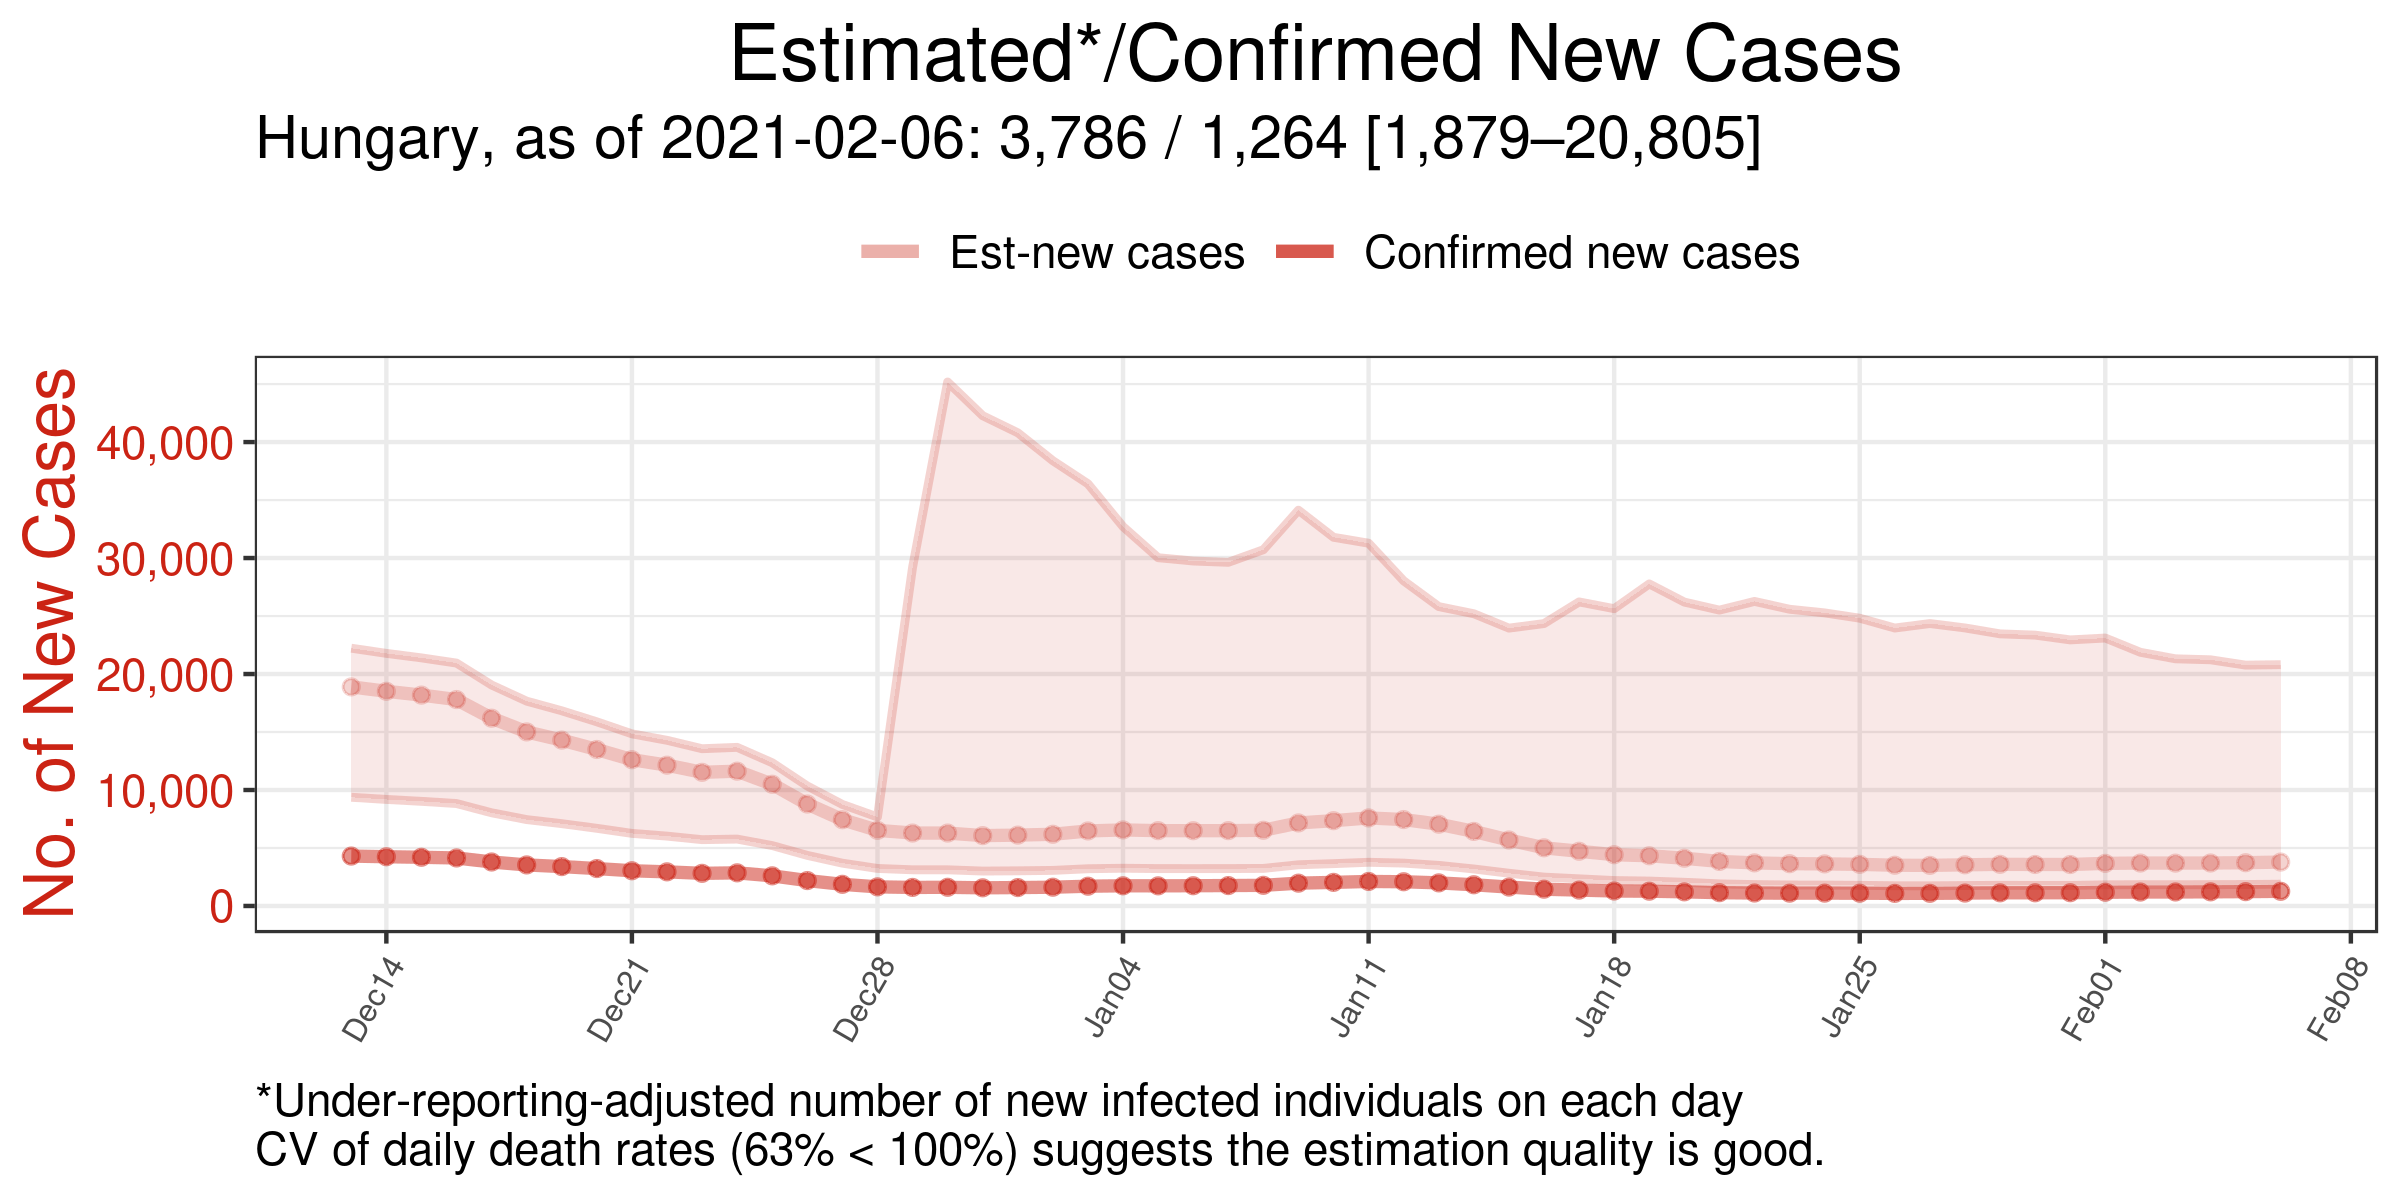 Estimated*/Confirmed New Cases
Hungary, as of 2021-02-06: 3,786 / 1,264 [1,879–20,805]
Est-new cases Confirmed new cases
No. of New Cases
40,000
30,000
20,000
10,000
0
Dec14 Dec21 Dec28 Jan04 Jan11 Jan18 Jan25 Feb01 Feb08
*Under-reporting-adjusted number of new infected individuals on each day
CV of daily death rates (63% < 100%) suggests the estimation quality is good.